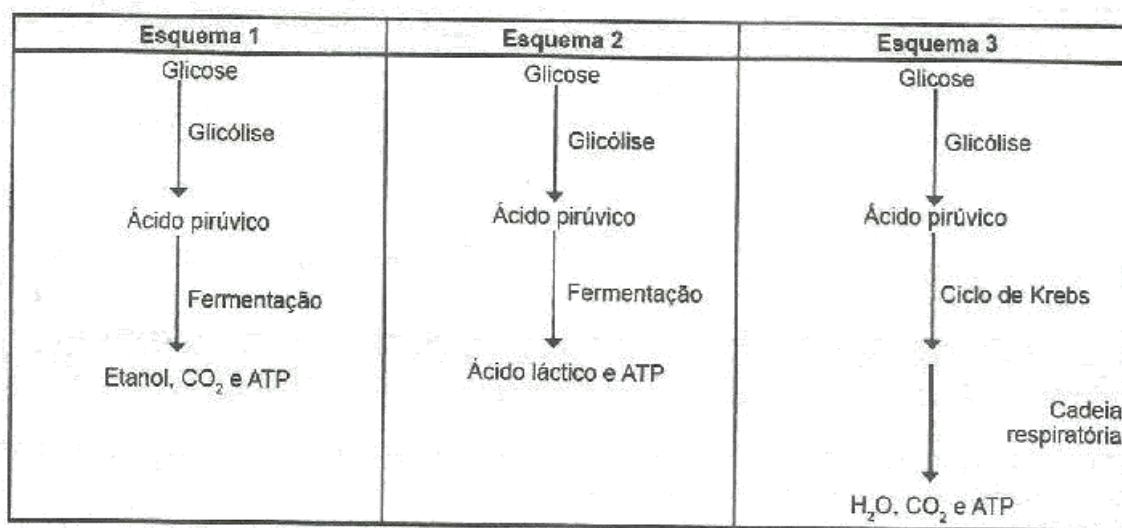 Esquema 1
Glicose
Glicólise
Ácido pirúvico
Fermentação
Etanol, CO₂ e ATP
Esquema 2
Glicose
Glicólise
Ácido pirúvico
Fermentação
Ácido láctico e ATP
Esquema 3
Glicose
Glicólise
Ácido pirúvico
Ciclo de Krebs
Cadeia
respiratória
H₂O, CO₂ e ATP